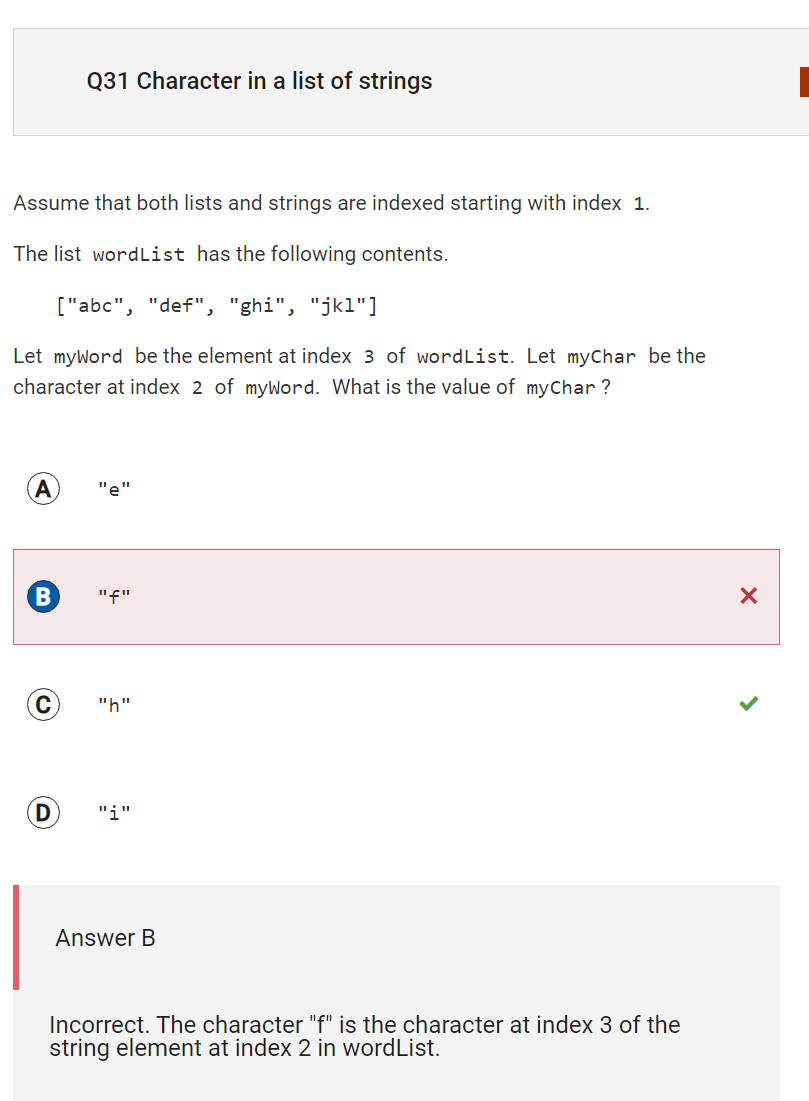 Q31 Character in a list of strings
Assume that both lists and strings are indexed starting with index 1.
The list wordList has the following contents.
["abc", "def", "ghi", "jkl"]
Let myWord be the element at index 3 of wordList. Let myChar be the
character at index 2 of myWord. What is the value of myChar ?
A "e"
B "f"
C "h"
D "i"
Answer B
Incorrect. The character "f" is the character at index 3 of the
string element at index 2 in wordList.